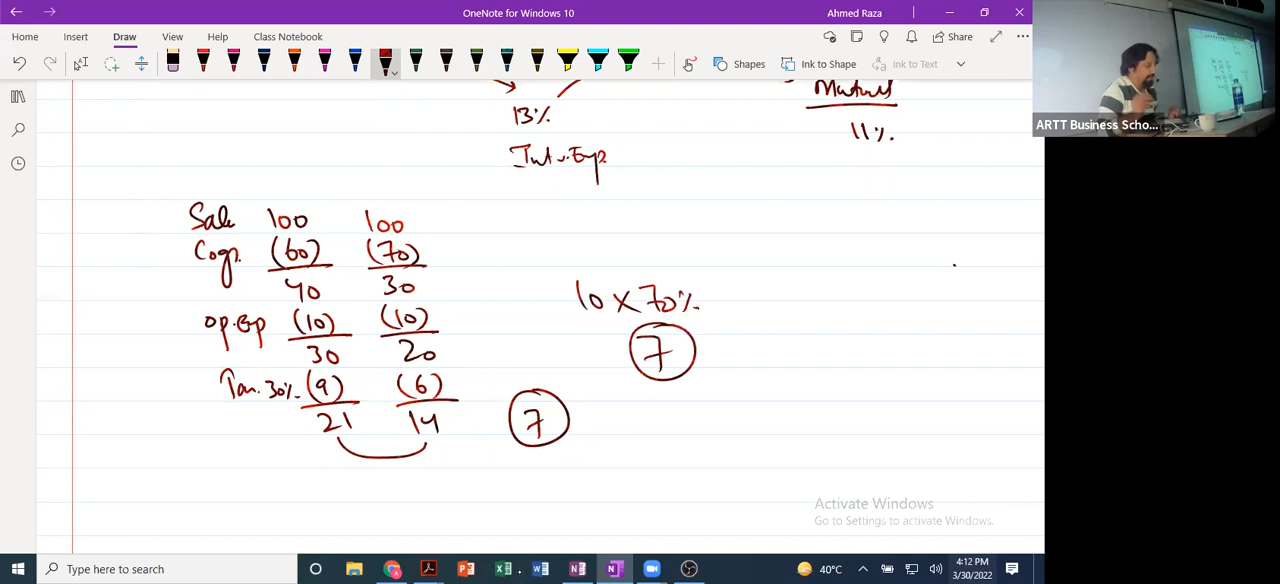 OneNote for Windows 10
Ahmed Raza
Home Insert Draw View Help Class Notebook
Share
Shapes Ink to Shape Ink to Text
ARTT Business Scho...
13%
11%.
Int. Exp
Sale 100 100
Cogs. (60) (70)
40 30
10 x 70%
Op. Exp (10) (10)
7
30 20
Tax. 30% (9) (6)
21 14
7
Activate Windows
Go to Settings to activate Windows.
Type here to search
40°C
4:12 PM
3/30/2022